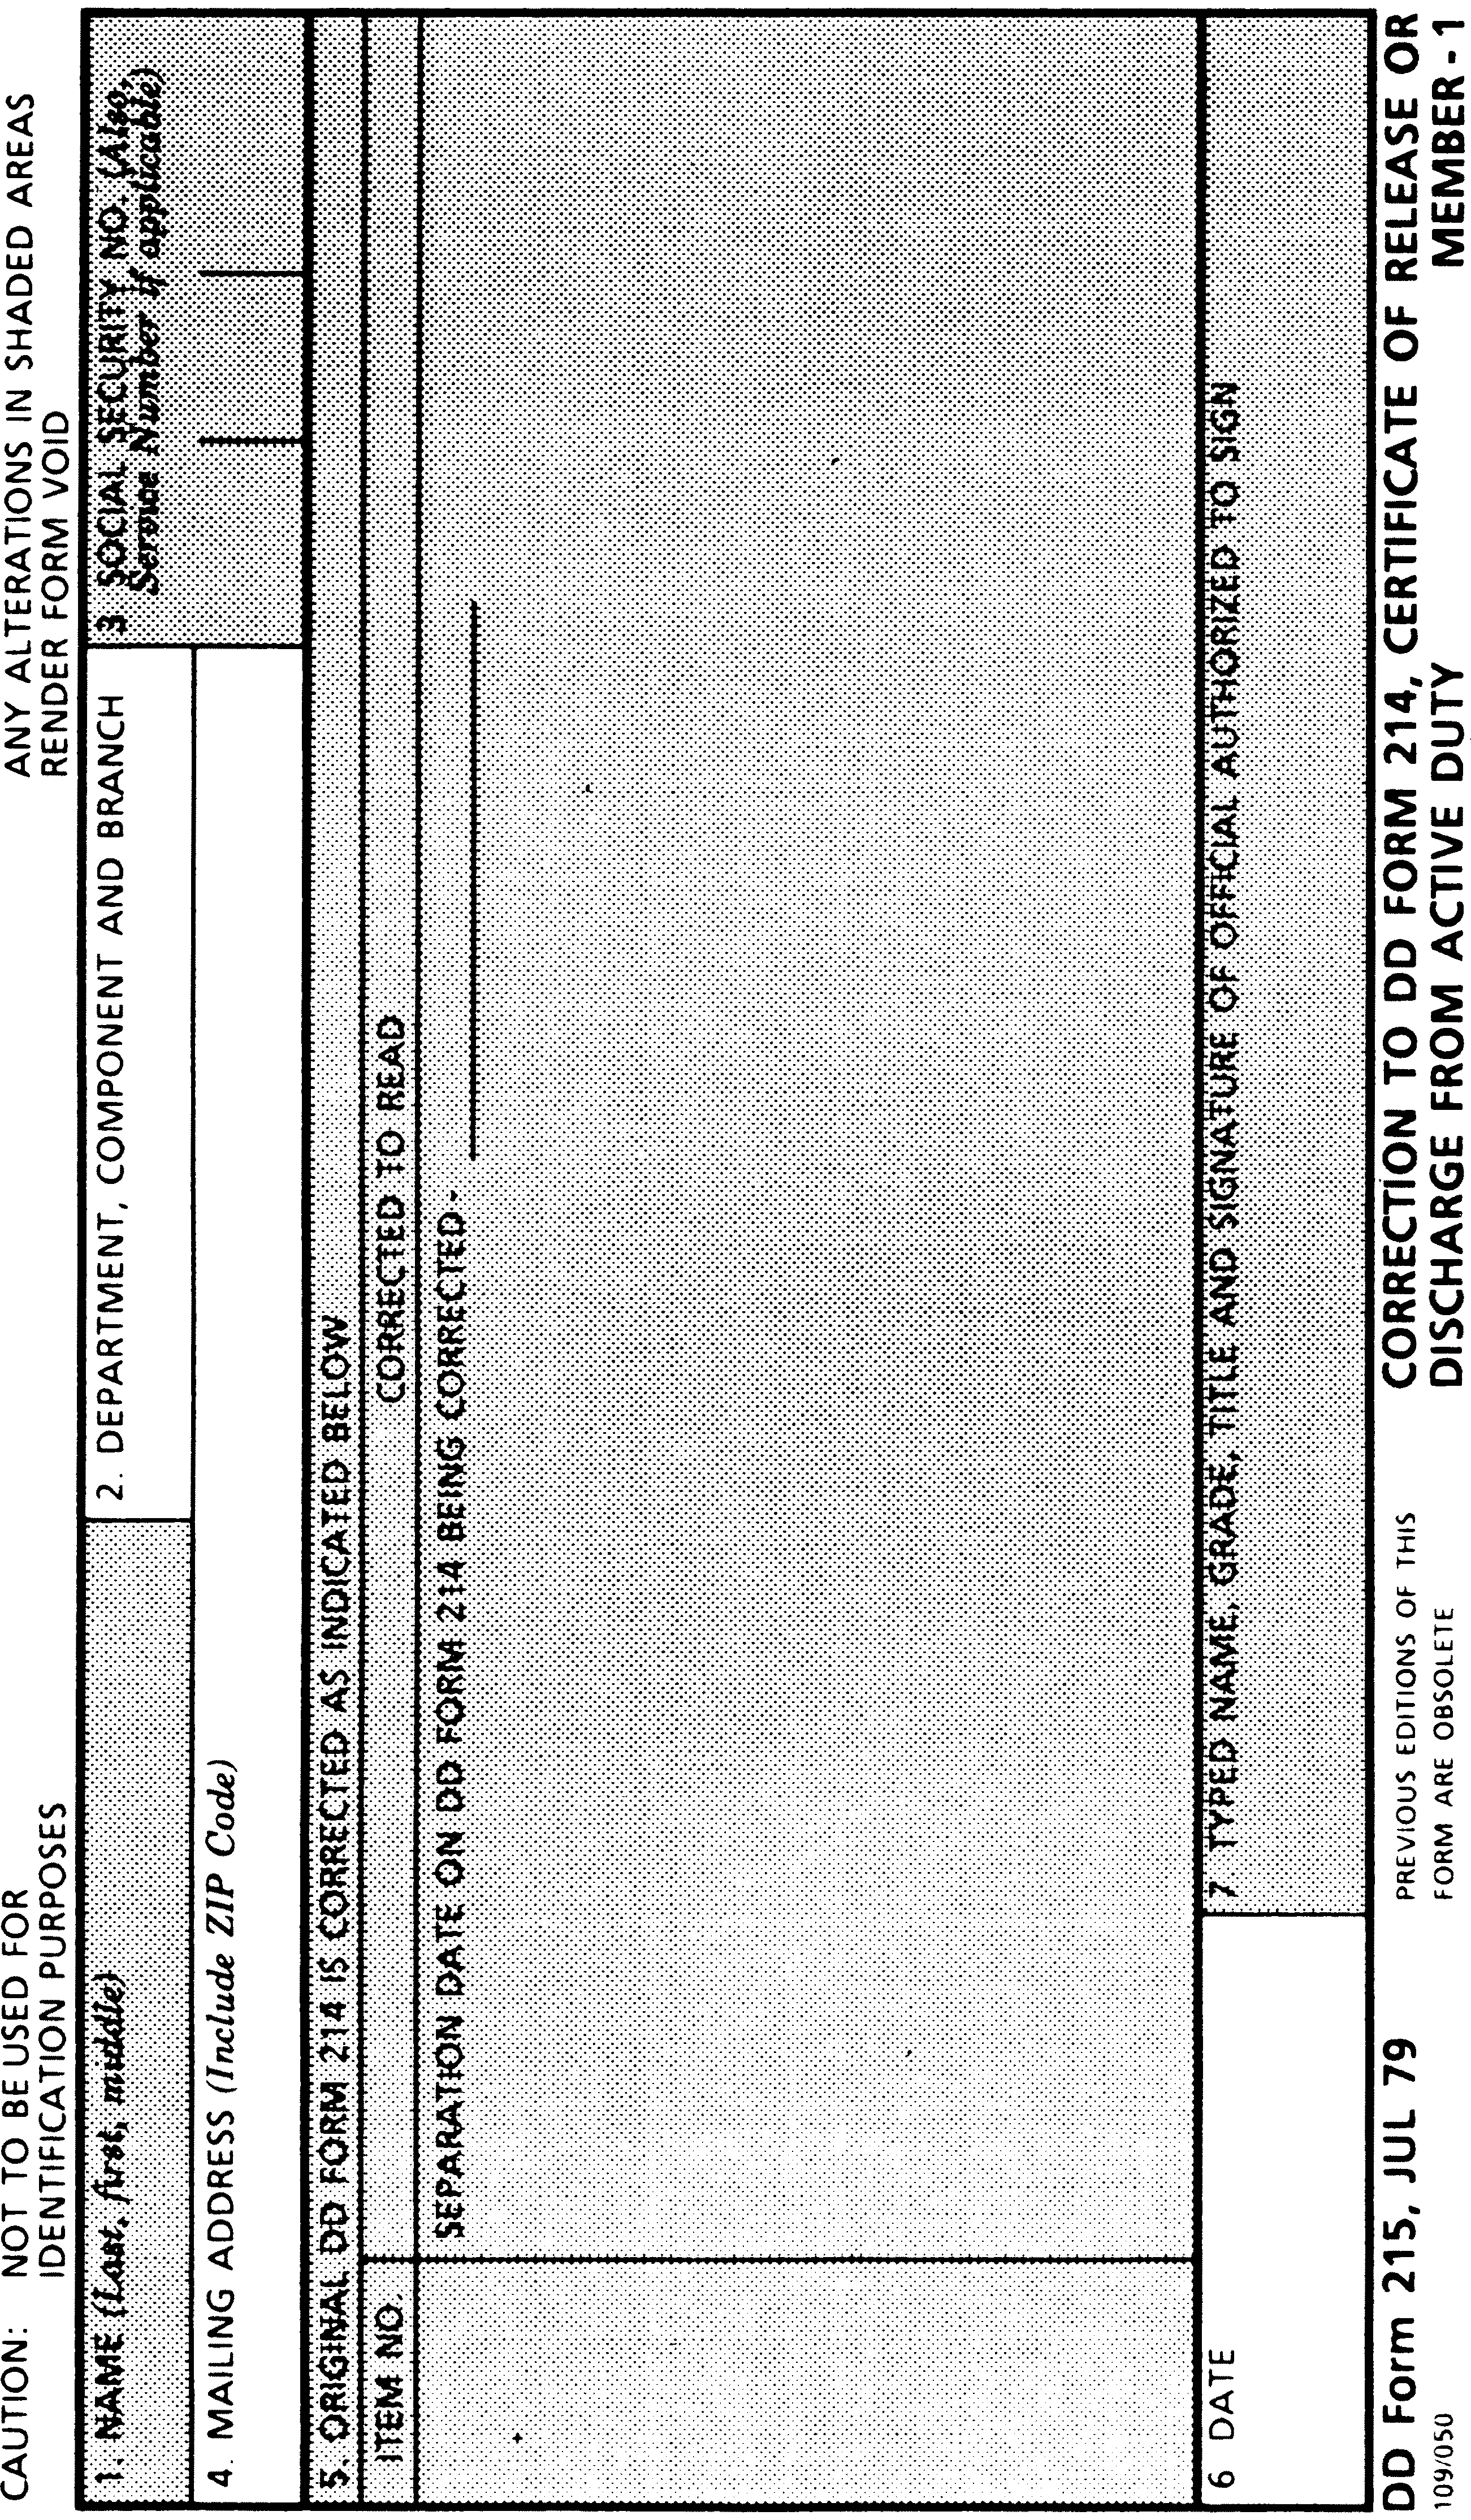 CAUTION: NOT TO BE USED FOR
IDENTIFICATION PURPOSES
ANY ALTERATIONS IN SHADED AREAS
RENDER FORM VOID
1. NAME (Last, first, middle)
2. DEPARTMENT, COMPONENT AND BRANCH
3 SOCIAL SECURITY NO. (Also,
Service Number if applicable)
4. MAILING ADDRESS (Include ZIP Code)
5. ORIGINAL DD FORM 214 IS CORRECTED AS INDICATED BELOW
ITEM NO.
CORRECTED TO READ
SEPARATION DATE ON DD FORM 214 BEING CORRECTED-
6 DATE
7 TYPED NAME, GRADE, TITLE AND SIGNATURE OF OFFICIAL AUTHORIZED TO SIGN
DD Form 215, JUL 79
109/050
PREVIOUS EDITIONS OF THIS
FORM ARE OBSOLETE
CORRECTION TO DD FORM 214, CERTIFICATE OF RELEASE OR
DISCHARGE FROM ACTIVE DUTY
MEMBER - 1